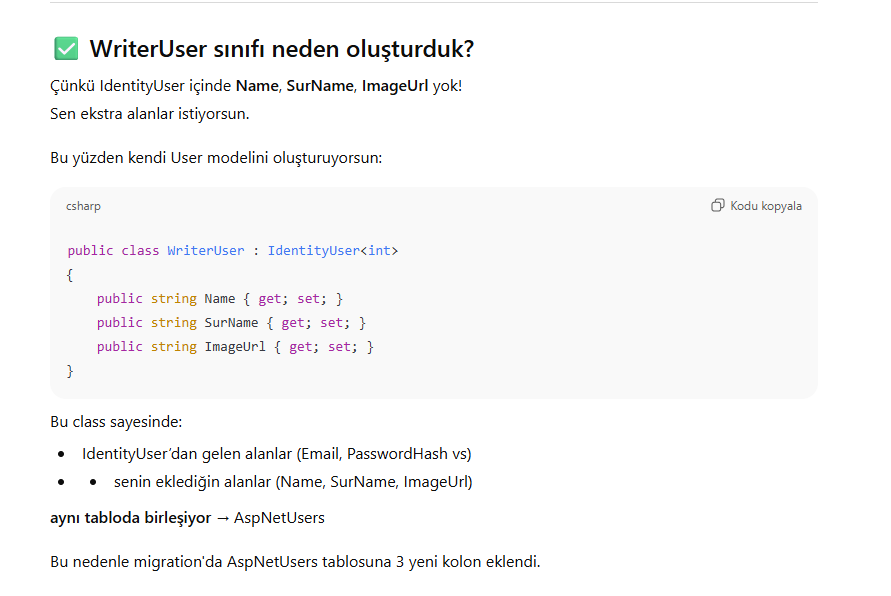 ✅ WriterUser sınıfı neden oluşturduk?
Çünkü IdentityUser içinde Name, SurName, ImageUrl yok!
Sen ekstra alanlar istiyorsun.
Bu yüzden kendi User modelini oluşturuyorsun:
csharp Kodu kopyala
public class WriterUser : IdentityUser<int>
{
    public string Name { get; set; }
    public string SurName { get; set; }
    public string ImageUrl { get; set; }
}
Bu class sayesinde:
• IdentityUser'dan gelen alanlar (Email, PasswordHash vs)
• • senin eklediğin alanlar (Name, SurName, ImageUrl)
aynı tabloda birleşiyor → AspNetUsers
Bu nedenle migration'da AspNetUsers tablosuna 3 yeni kolon eklendi.